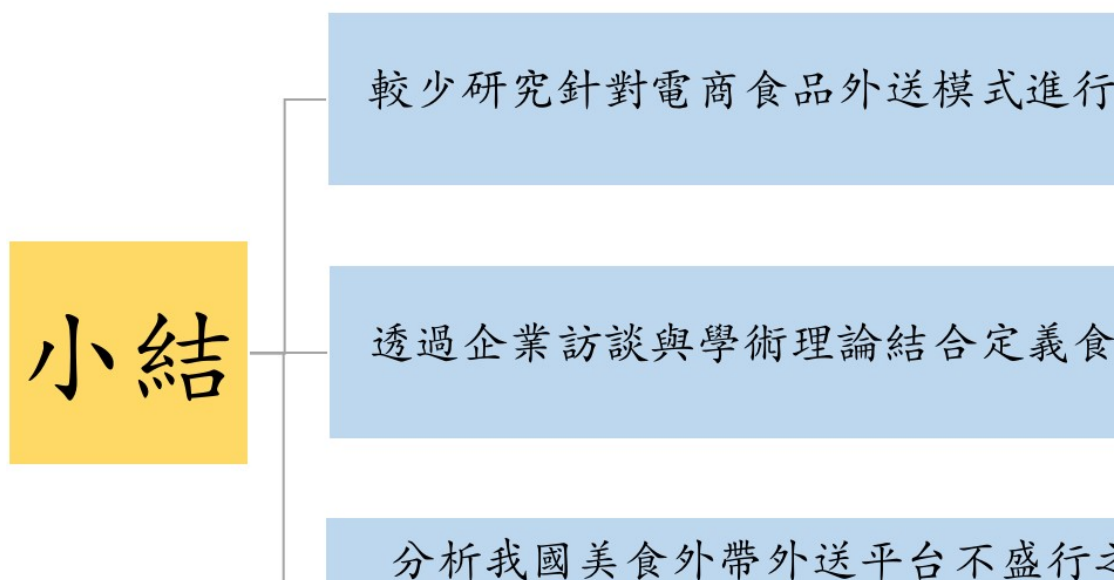 較少研究針對電商食品外送模式進行
小結
透過企業訪談與學術理論結合定義食
分析我國美食外帶外送平台不盛行之